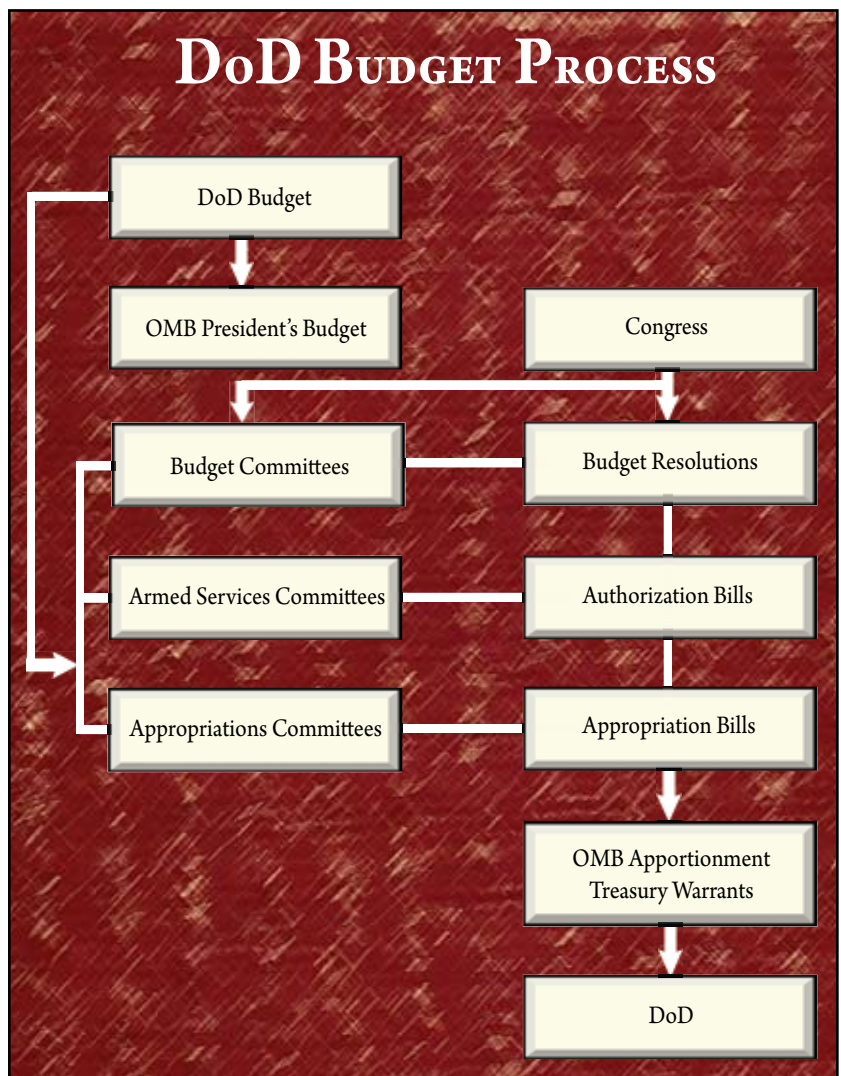 DoD Budget Process
DoD Budget
OMB President’s Budget
Congress
Budget Committees
Budget Resolutions
Armed Services Committees
Authorization Bills
Appropriations Committees
Appropriation Bills
OMB Apportionment
Treasury Warrants
DoD